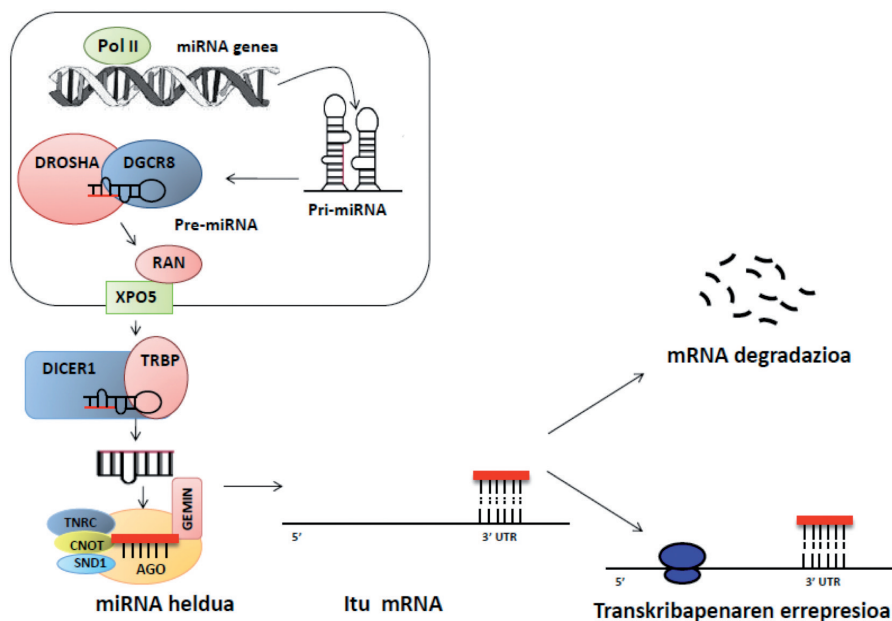 Pol II
miRNA genea
DROSHA
DGCR8
Pre-miRNA
Pri-miRNA
RAN
XPO5
DICER1
TRBP
GEMIN
TNRC
CNOT
SND1
AGO
miRNA heldua
5’
3’ UTR
Itu mRNA
mRNA degradazioa
5’
3’ UTR
Transkribapenaren errepresioa